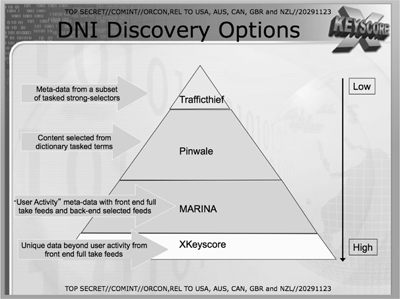 TOP SECRET//COMINT//ORCON,REL TO USA, AUS, CAN, GBR and NZL//20291123
DNI Discovery Options
XKEYSCORE
Meta-data from a subset
of tasked strong-selectors
Trafficthief
Low
Content selected from
dictionary tasked terms
Pinwale
"User Activity" meta-data with front end full
take feeds and back-end selected feeds
MARINA
Unique data beyond user activity from
front end full take feeds
XKeyscore
High
TOP SECRET//COMINT//ORCON,REL TO USA, AUS, CAN, GBR and NZL//20291123